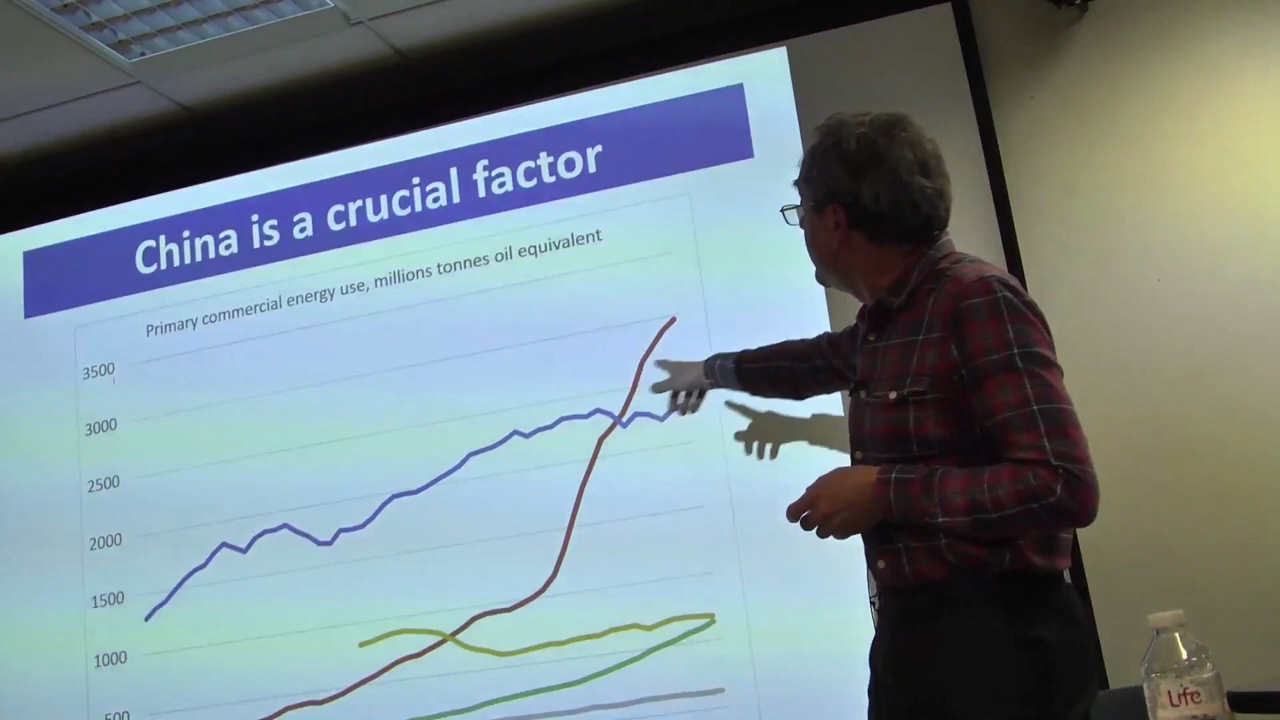 China is a crucial factor
Primary commercial energy use, millions tonnes oil equivalent
3500
3000
2500
2000
1500
1000
500
Life